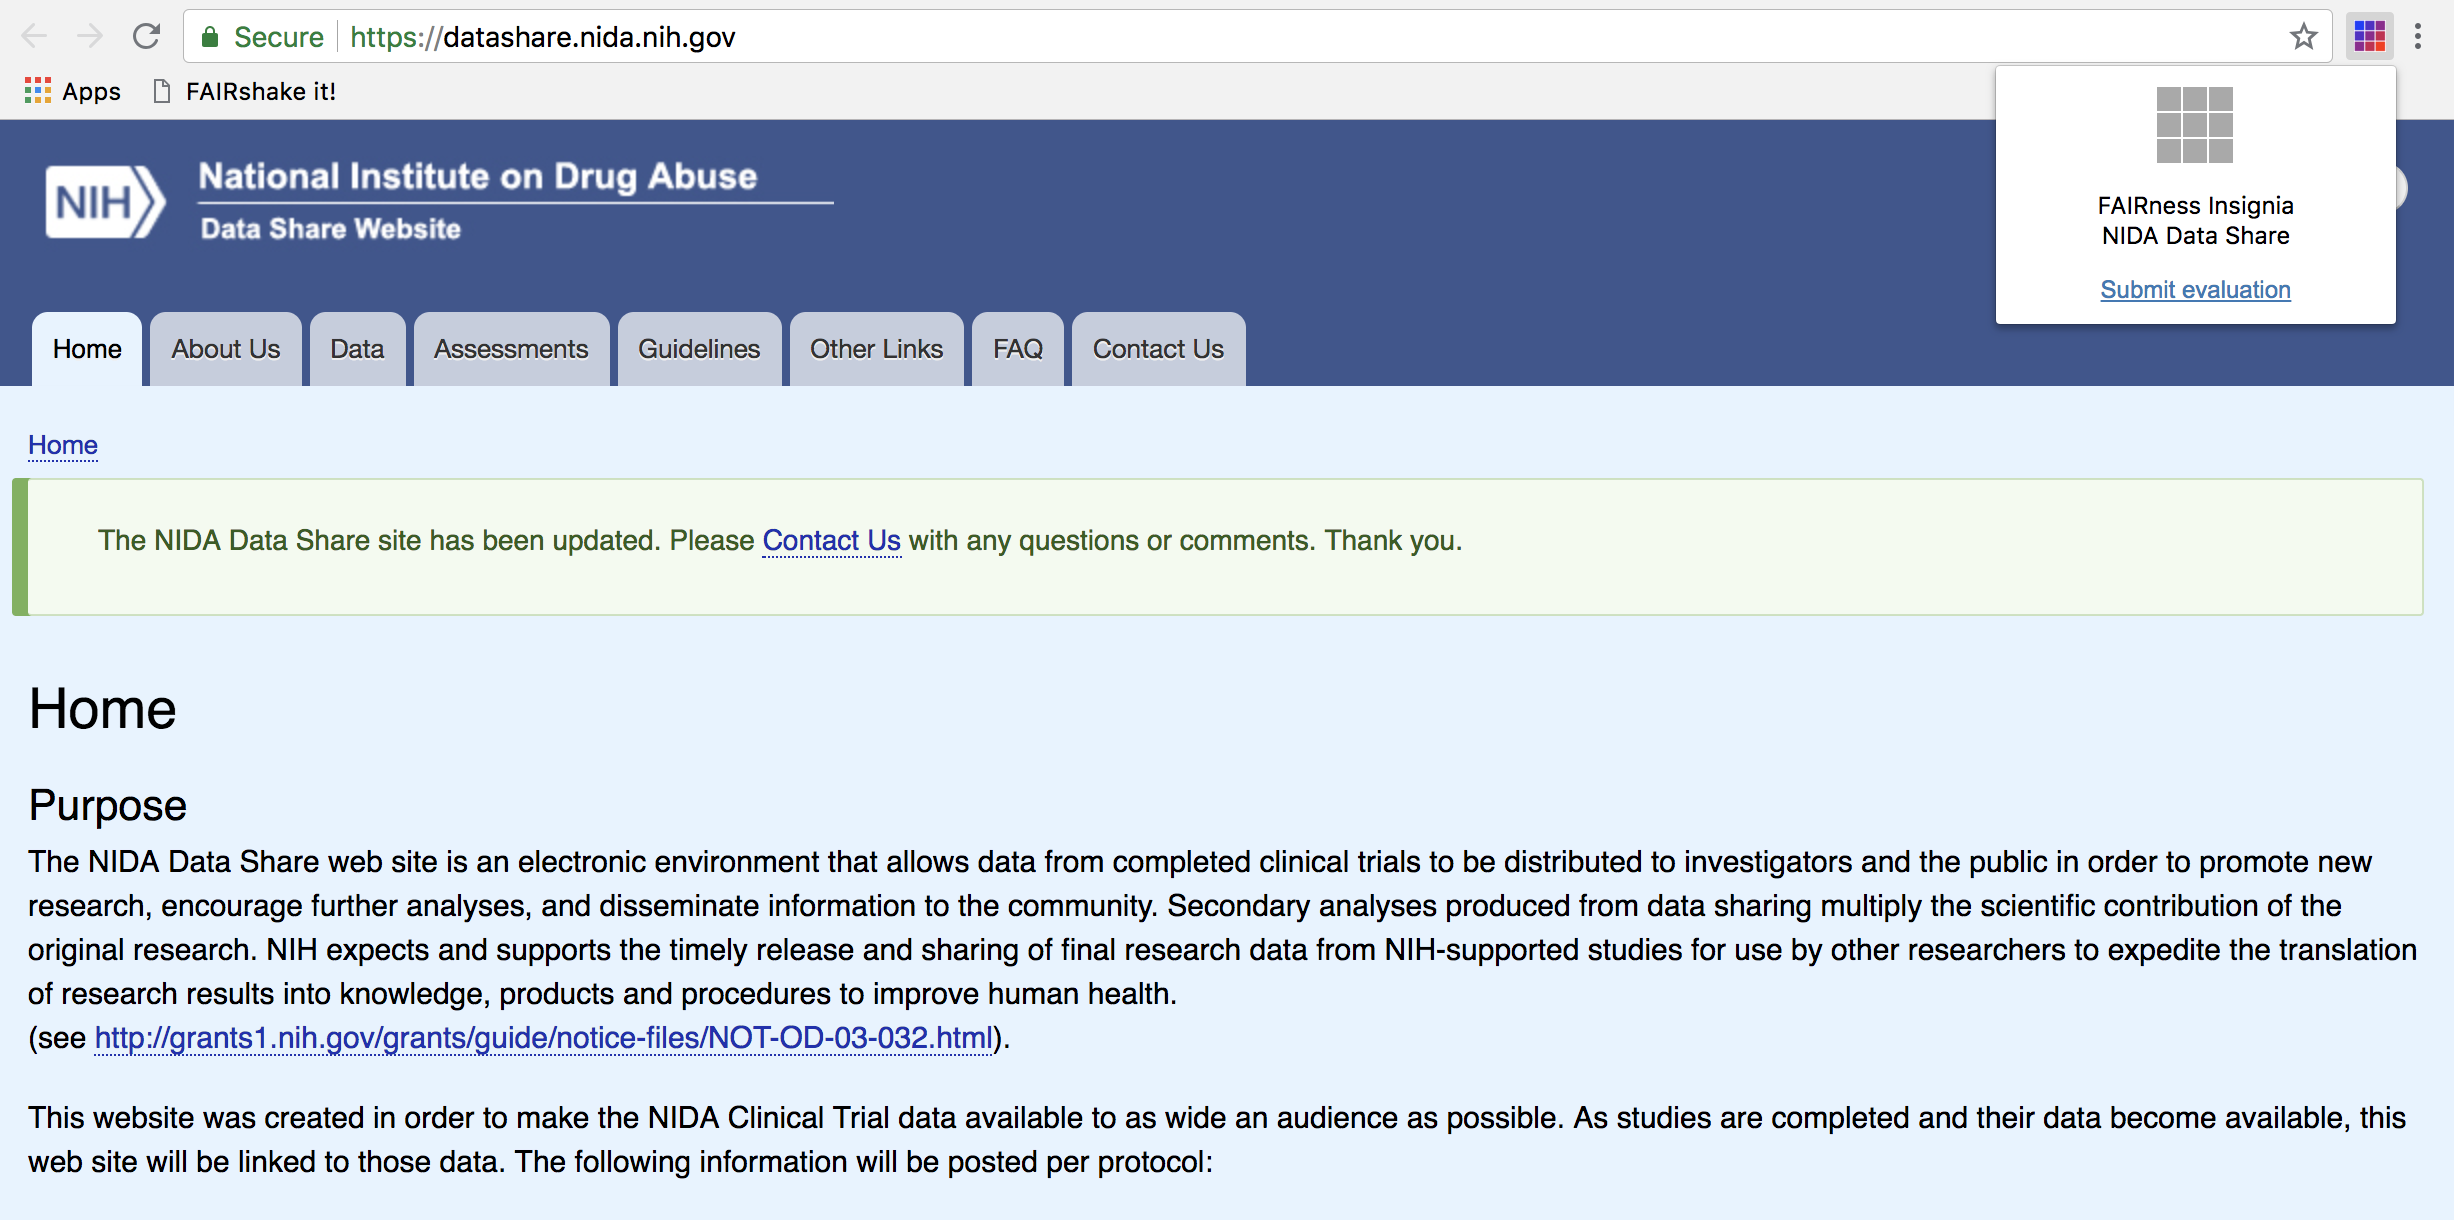 Secure https://datashare.nida.nih.gov
Apps FAIRshake it!
FAIRness Insignia
NIDA Data Share
Submit evaluation
NIH National Institute on Drug Abuse
Data Share Website
Home About Us Data Assessments Guidelines Other Links FAQ Contact Us
Home
The NIDA Data Share site has been updated. Please Contact Us with any questions or comments. Thank you.
Home
Purpose
The NIDA Data Share web site is an electronic environment that allows data from completed clinical trials to be distributed to investigators and the public in order to promote new
research, encourage further analyses, and disseminate information to the community. Secondary analyses produced from data sharing multiply the scientific contribution of the
original research. NIH expects and supports the timely release and sharing of final research data from NIH-supported studies for use by other researchers to expedite the translation
of research results into knowledge, products and procedures to improve human health.
(see http://grants1.nih.gov/grants/guide/notice-files/NOT-OD-03-032.html).
This website was created in order to make the NIDA Clinical Trial data available to as wide an audience as possible. As studies are completed and their data become available, this
web site will be linked to those data. The following information will be posted per protocol: